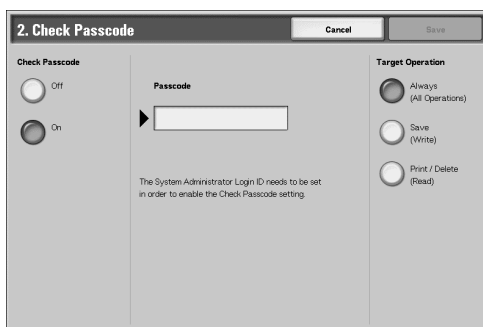 2. Check Passcode
Cancel
Save
Check Passcode
Off
On
Passcode
The System Administrator Login ID needs to be set
in order to enable the Check Passcode setting.
Target Operation
Always
(All Operations)
Save
(Write)
Print / Delete
(Read)